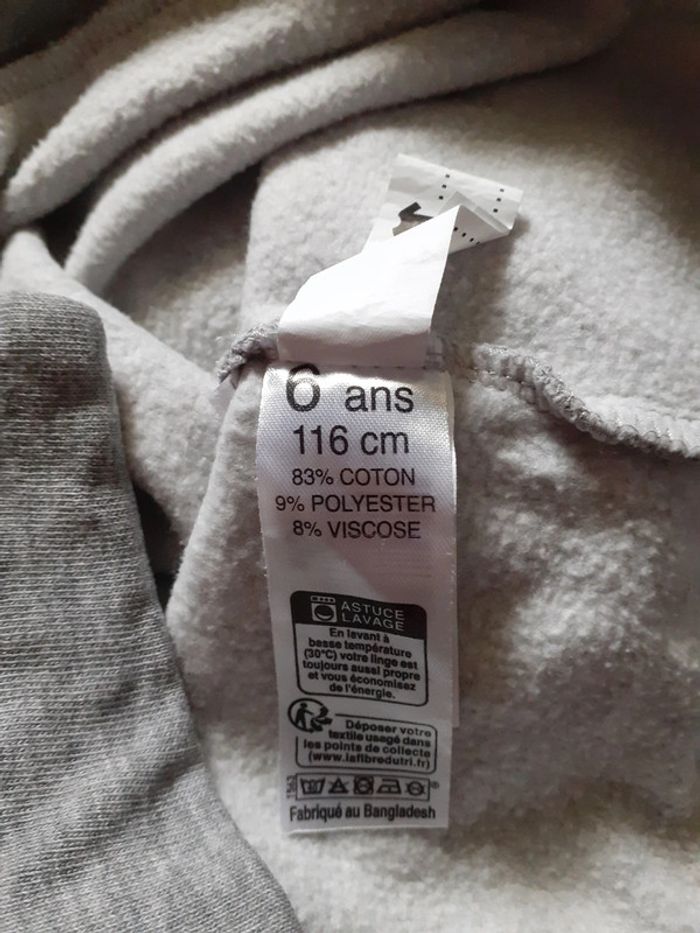 6 ans
116 cm
83% COTON
9% POLYESTER
8% VISCOSE
ASTUCE
LAVAGE
En lavant à
basse température
(30°C) votre linge est
toujours aussi propre
et vous économisez
de l'énergie.
Déposer votre
textile usagé dans
les points de collecte
(www.lafibredutri.fr)
Fabriqué au Bangladesh